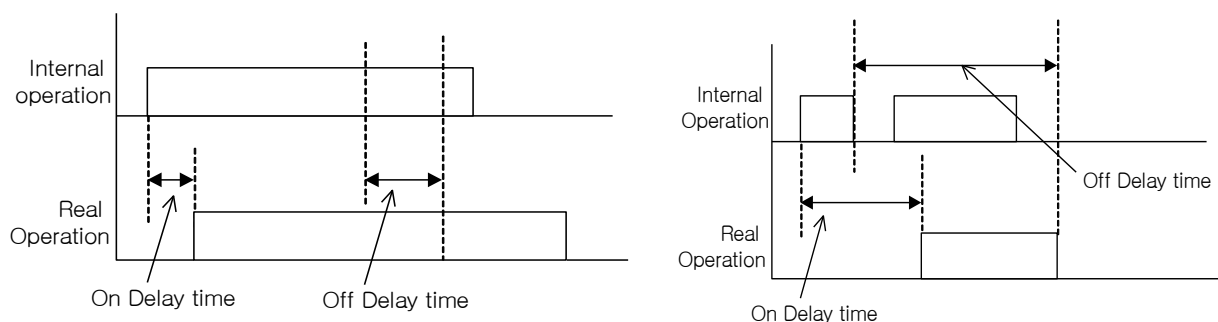 Internal
operation
Real
Operation
On Delay time
Off Delay time
Internal
Operation
Off Delay time
Real
Operation
On Delay time